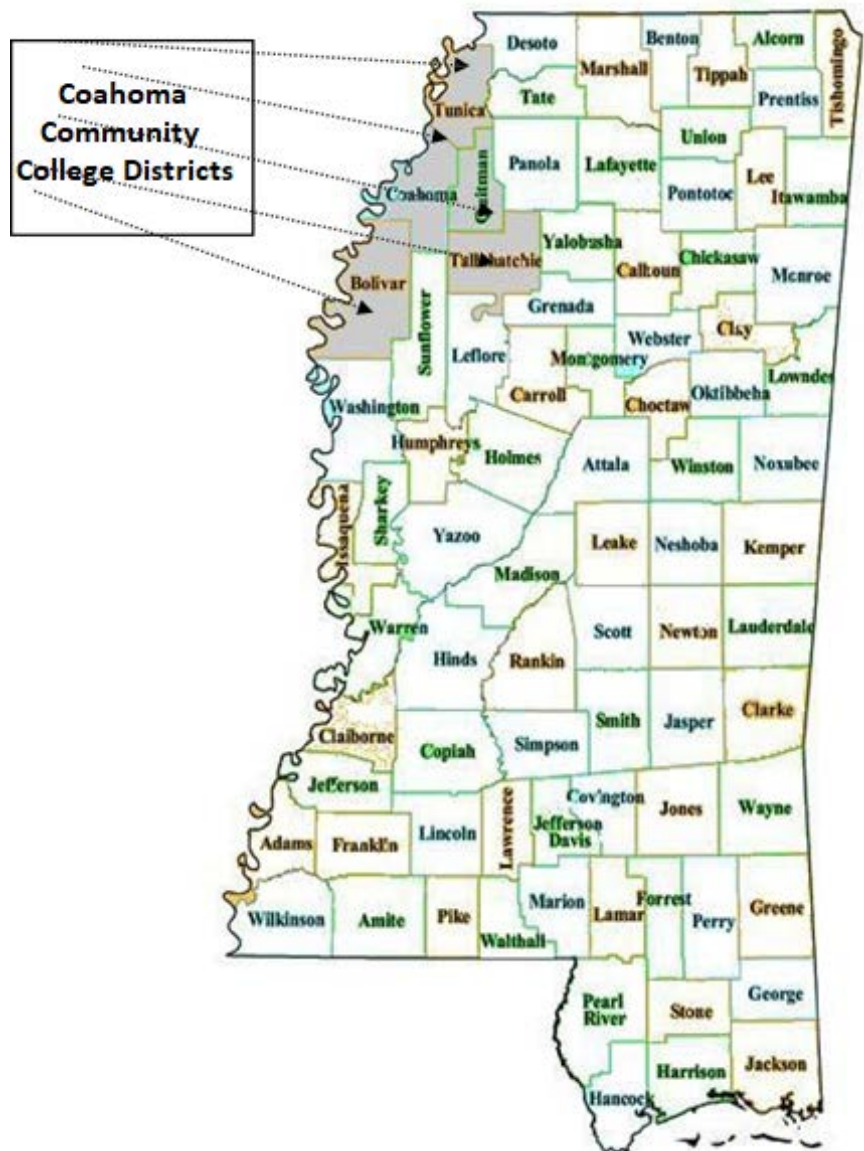 Coahoma
Community
College Districts
Desoto
Benton
Alcorn
Tishomingo
Marshall
Tippah
Prentiss
Tunica
Tate
Union
Panola
Lafayette
Lee
Coahoma
Quitman
Pontotoc
Itawamba
Yalobusha
Tallahatchie
Calhoun
Chickasaw
Monroe
Bolivar
Sunflower
Grenada
Webster
Clay
Leflore
Montgomery
Carroll
Choctaw
Oktibbeha
Lowndes
Washington
Humphreys
Holmes
Attala
Winston
Noxubee
Issaquena
Sharkey
Yazoo
Leake
Neshoba
Kemper
Madison
Warren
Hinds
Rankin
Scott
Newton
Lauderdale
Claiborne
Copiah
Simpson
Smith
Jasper
Clarke
Jefferson
Lawrence
Covington
Jones
Wayne
Adams
Franklin
Lincoln
Jefferson
Davis
Wilkinson
Amite
Pike
Walthall
Marion
Lamar
Forrest
Perry
Greene
Pearl
River
Stone
George
Hancock
Harrison
Jackson